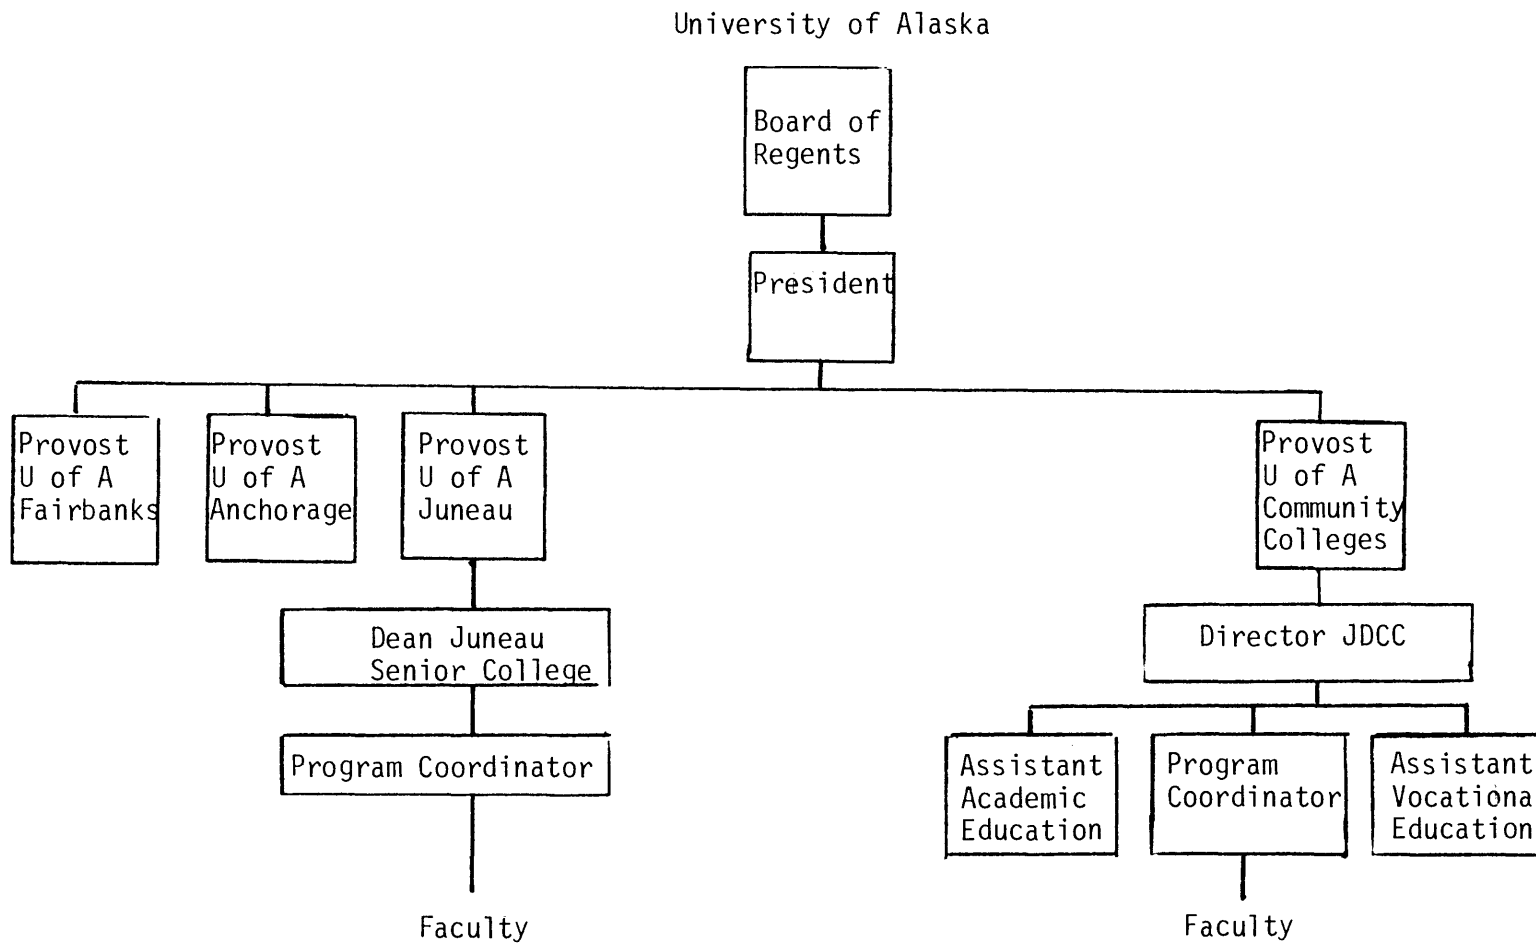 University of Alaska
Board of
Regents
President
Provost
U of A
Fairbanks
Provost
U of A
Anchorage
Provost
U of A
Juneau
Provost
U of A
Community
Colleges
Dean Juneau
Senior College
Director JDCC
Program Coordinator
Assistant
Academic
Education
Program
Coordinator
Assistant
Vocationa
Education
Faculty
Faculty